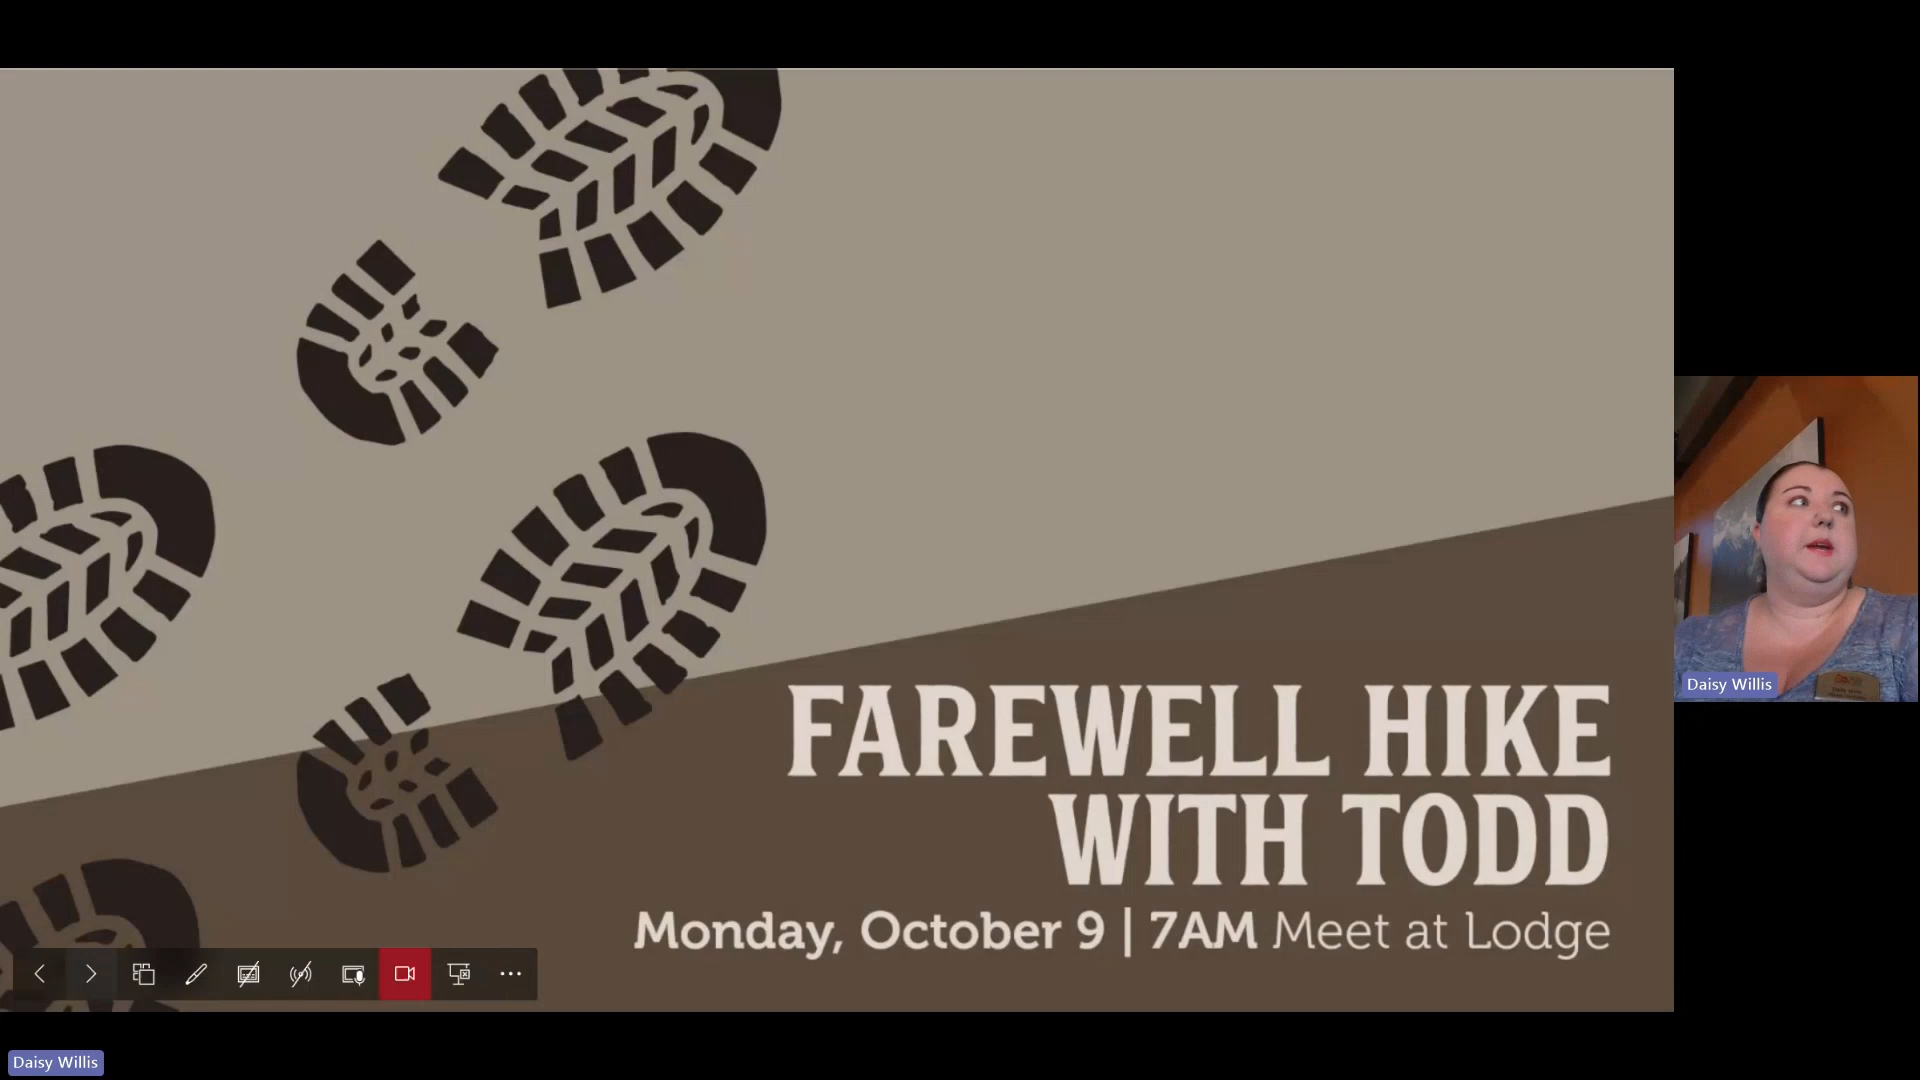 FAREWELL HIKE
WITH TODD
Monday, October 9 | 7AM Meet at Lodge
Daisy Willis
Daisy Willis